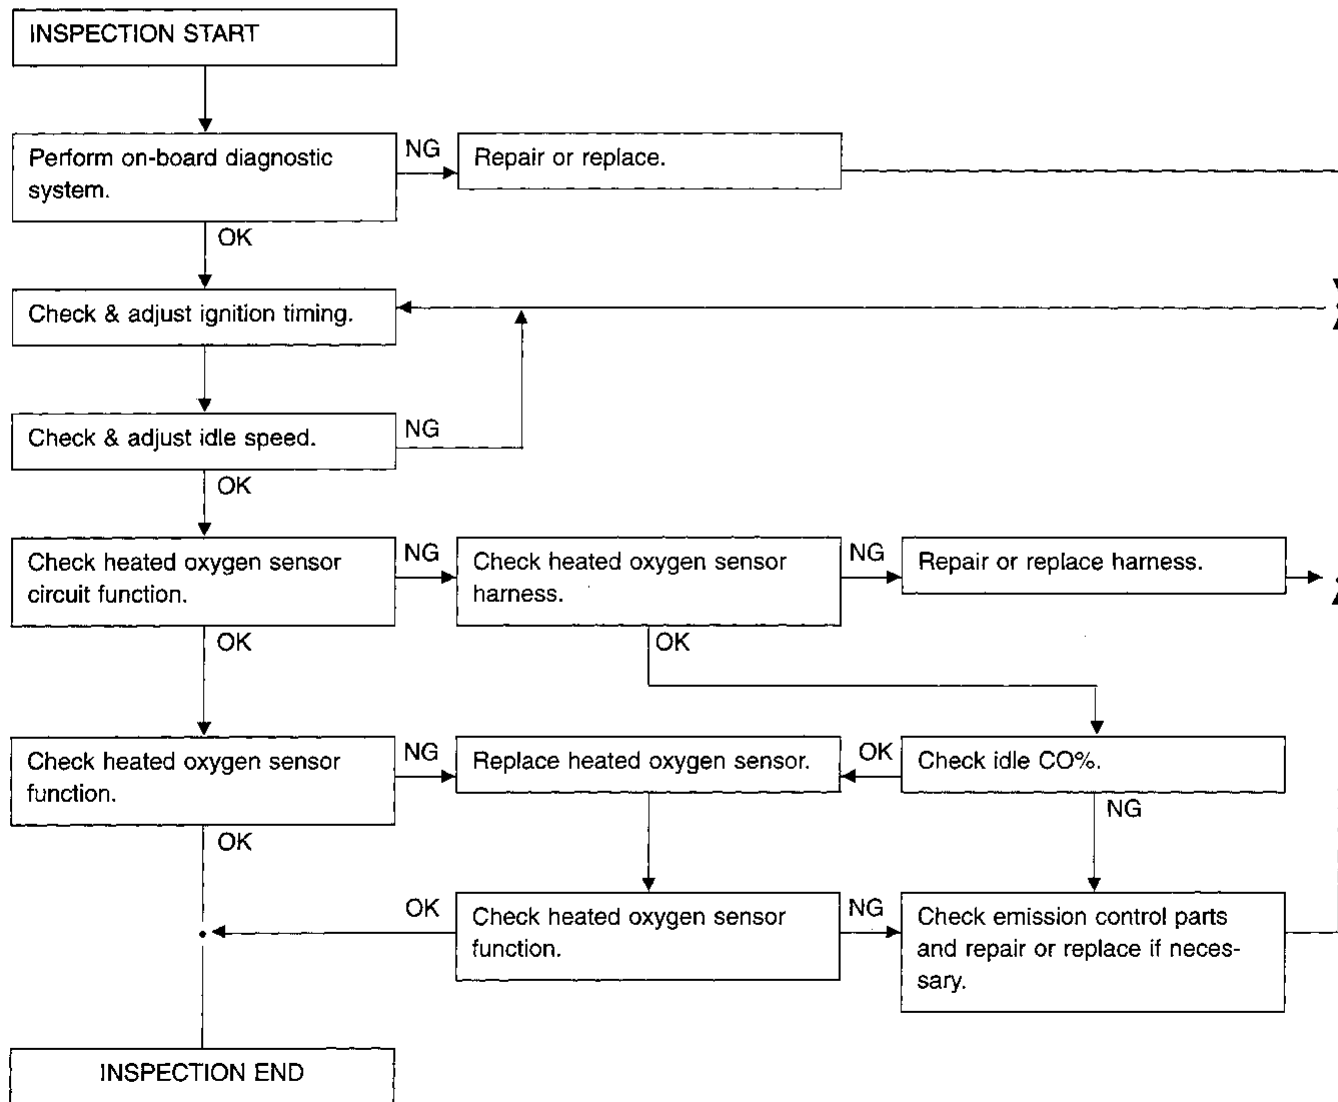 INSPECTION START
Perform on-board diagnostic
system.
NG
Repair or replace.
OK
Check & adjust ignition timing.
Check & adjust idle speed.
NG
OK
Check heated oxygen sensor
circuit function.
NG
Check heated oxygen sensor
harness.
NG
Repair or replace harness.
OK
OK
Check heated oxygen sensor
function.
NG
Replace heated oxygen sensor.
OK
Check idle CO%.
OK
NG
OK
Check heated oxygen sensor
function.
NG
Check emission control parts
and repair or replace if neces-
sary.
INSPECTION END